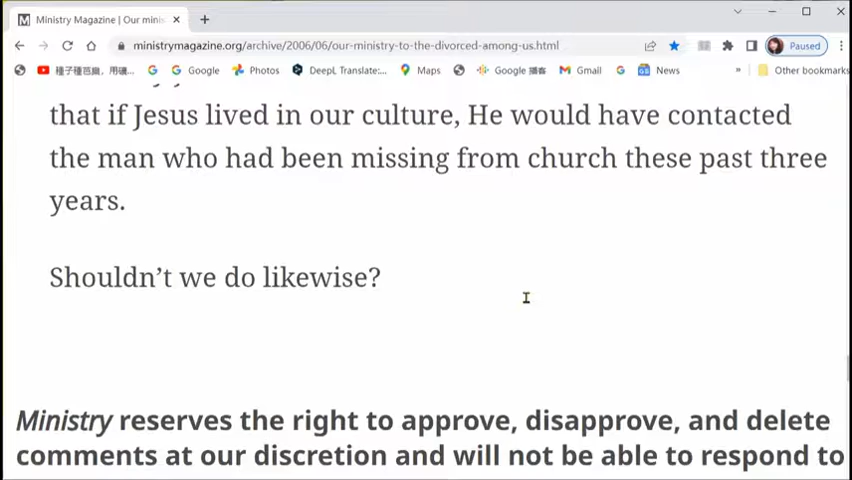 Ministry Magazine | Our minis
ministrymagazine.org/archive/2006/06/our-ministry-to-the-divorced-among-us.html
Paused
Google
Photos
DeepL Translate:...
Maps
Gmail
News
»
Other bookmarks
that if Jesus lived in our culture, He would have contacted
the man who had been missing from church these past three
years.
Shouldn’t we do likewise?
Ministry reserves the right to approve, disapprove, and delete
comments at our discretion and will not be able to respond to